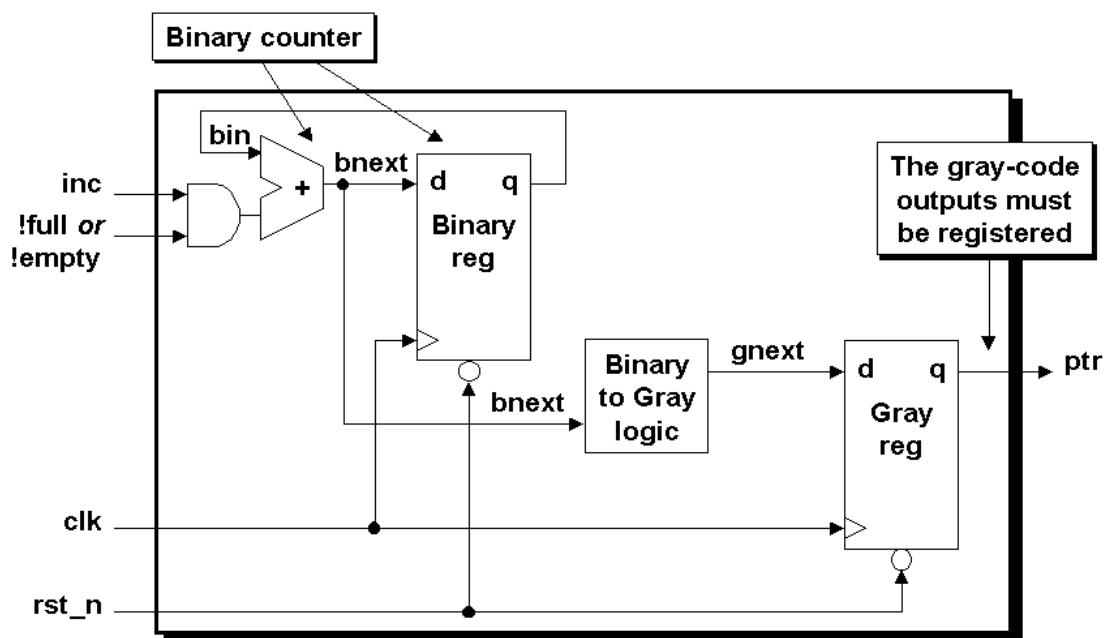 Binary counter
bin
bnext
inc
+
d
q
!full or
!empty
Binary
reg
The gray-code
outputs must
be registered
bnext
Binary
to Gray
logic
gnext
d
q
Gray
reg
ptr
clk
rst_n